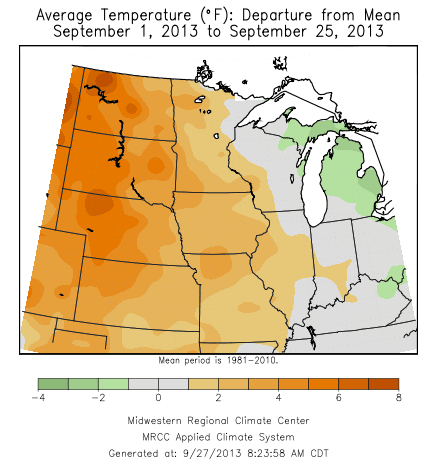 Average Temperature (°F): Departure from Mean
September 1, 2013 to September 25, 2013
Mean period is 1981-2010.
-4 -2 0 2 4 6 8
Midwestern Regional Climate Center
MRCC Applied Climate System
Generated at: 9/27/2013 8:23:58 AM CDT